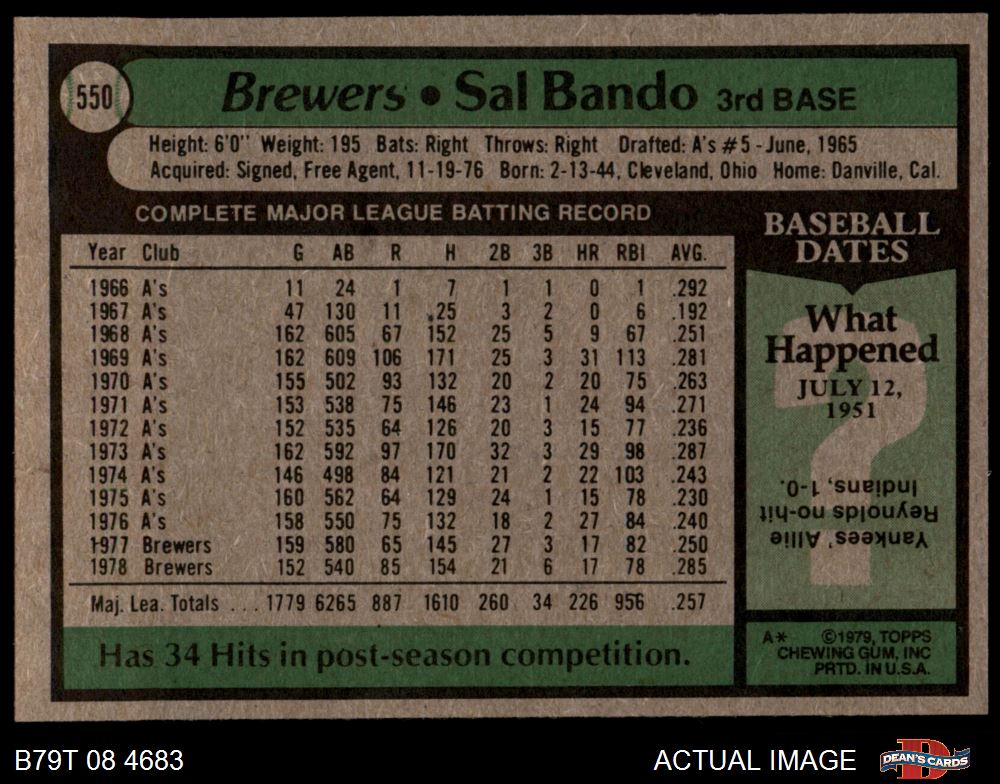 550
Brewers • Sal Bando 3rd BASE
Height: 6'0" Weight: 195 Bats: Right Throws: Right Drafted: A's #5 - June, 1965
Acquired: Signed, Free Agent, 11-19-76 Born: 2-13-44, Cleveland, Ohio Home: Danville, Cal.
COMPLETE MAJOR LEAGUE BATTING RECORD
Year Club G AB R H 2B 3B HR RBI AVG.
1966 A's 11 24 1 7 1 1 0 1 .292
1967 A's 47 130 11 25 3 2 0 6 .192
1968 A's 162 605 67 152 25 5 9 67 .251
1969 A's 162 609 106 171 25 3 31 113 .281
1970 A's 155 502 93 132 20 2 20 75 .263
1971 A's 153 538 75 146 23 1 24 94 .271
1972 A's 152 535 64 126 20 3 15 77 .236
1973 A's 162 592 97 170 32 3 29 98 .287
1974 A's 146 498 84 121 21 2 22 103 .243
1975 A's 160 562 64 129 24 1 15 78 .230
1976 A's 158 550 75 132 18 2 27 84 .240
1977 Brewers 159 580 65 145 27 3 17 82 .250
1978 Brewers 152 540 85 154 21 6 17 78 .285
Maj. Lea. Totals ... 1779 6265 887 1610 260 34 226 956 .257
Has 34 Hits in post-season competition.
BASEBALL
DATES
What
Happened
JULY 12,
1951
?
Yankees' Allie
Reynolds no-hit
Indians, 1-0.
A* ©1979, TOPPS
CHEWING GUM, INC
PRTD. IN U.S.A.
B79T 08 4683
ACTUAL IMAGE
D
DEAN'S CARDS